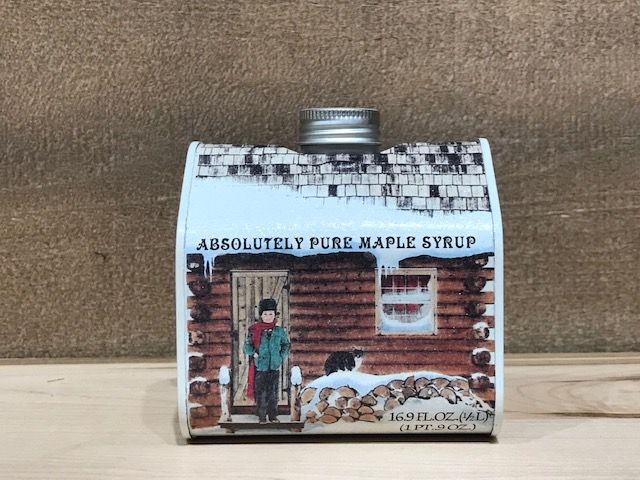 ABSOLUTELY PURE MAPLE SYRUP
16.9 FL.OZ.(½L)
(1 PT..9 OZ.)